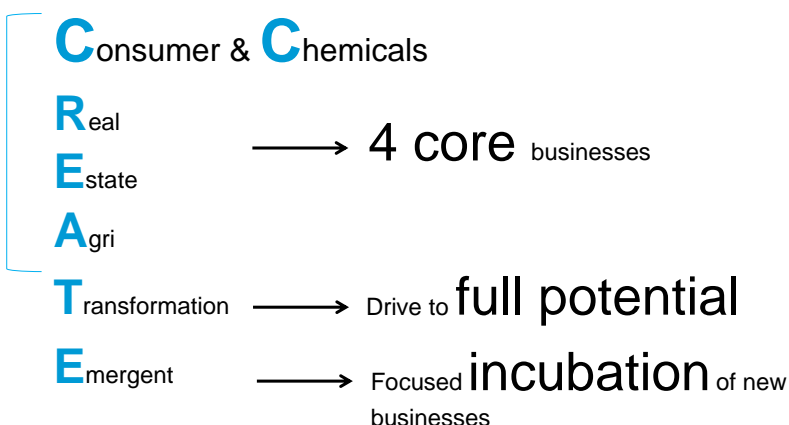 Consumer & Chemicals
Real
4 core businesses
Estate
Agri
Transformation
Drive to full potential
Emergent
Focused incubation of new
businesses